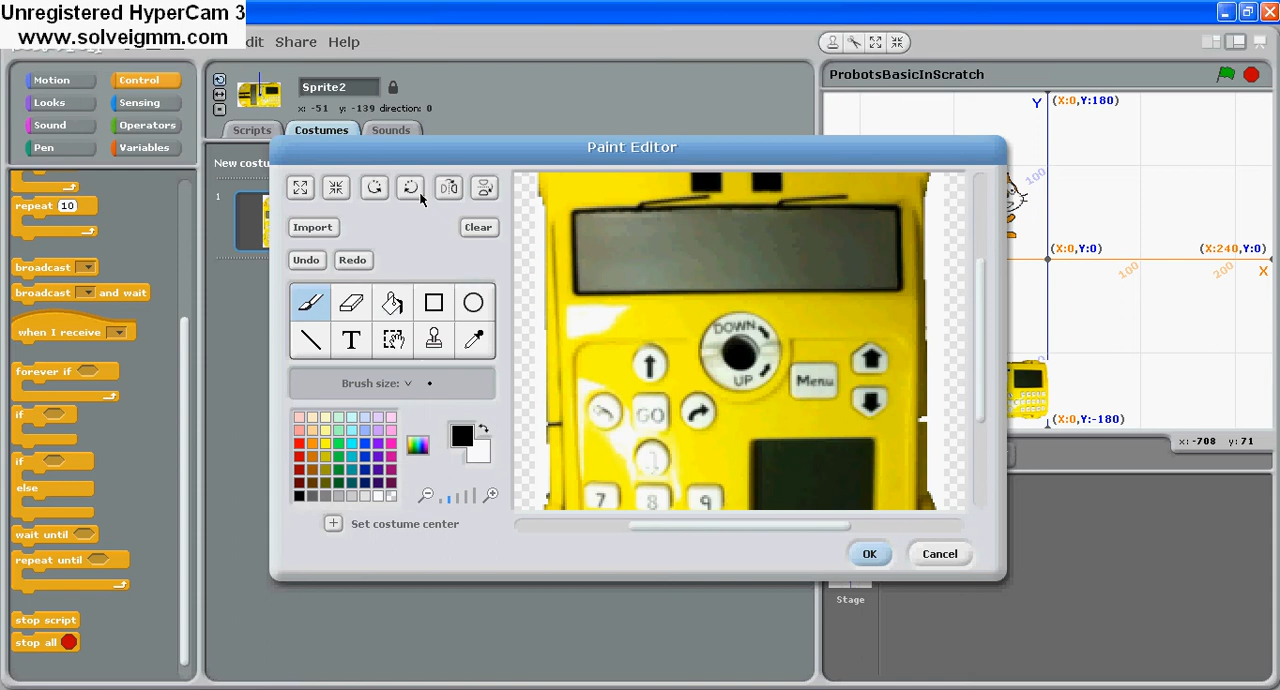 Unregistered HyperCam 3
www.solveigmm.com
Edit Share Help
Motion Control
Looks Sensing
Sound Operators
Pen Variables
Sprite2
x: -51 y: -139 direction: 0
Scripts Costumes Sounds
ProbotsBasicInScratch
New costu
1
Paint Editor
Import Clear
Undo Redo
Brush size:
Set costume center
OK Cancel
repeat 10
broadcast
broadcast and wait
when I receive
forever if
if
if
else
wait until
repeat until
stop script
stop all
DOWN
UP
Menu
GO
1
7 8 9
Y (X:0,Y:180)
100
(X:0,Y:0) (X:240,Y:0)
100 200 X
(X:0,Y:-180)
x: -708 y: 71
Stage